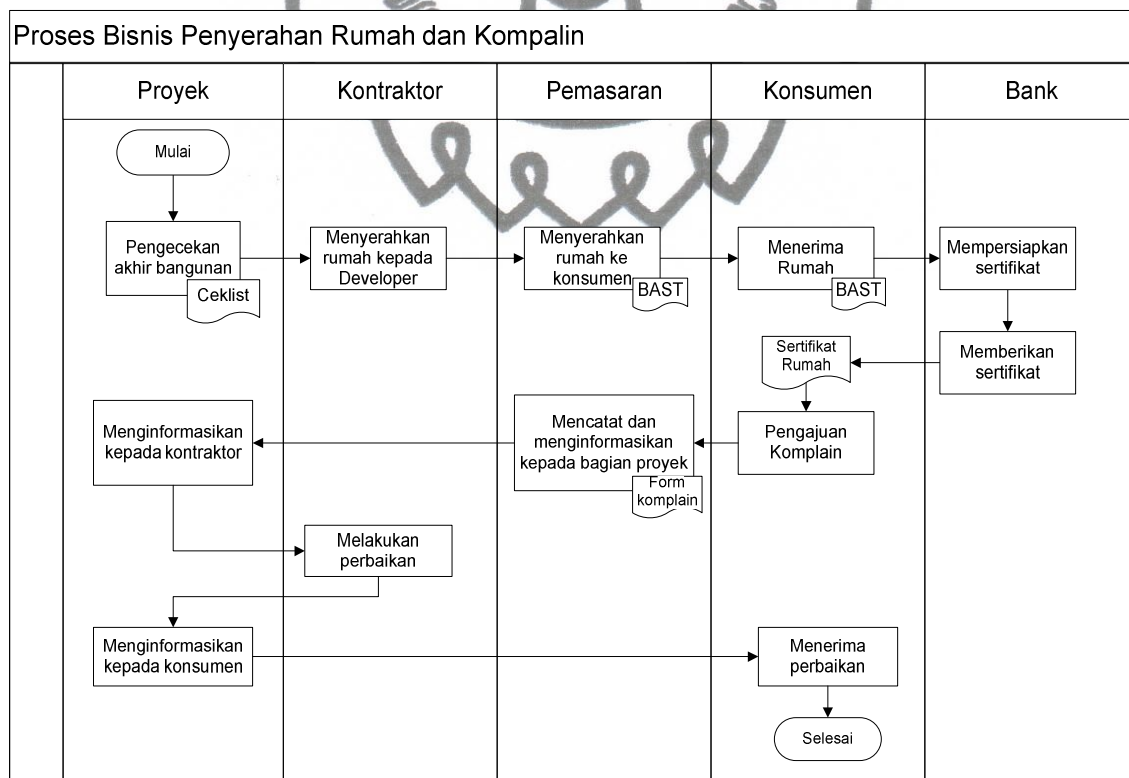 Proses Bisnis Penyerahan Rumah dan Kompalin
Proyek
Kontraktor
Pemasaran
Konsumen
Bank
Mulai
Pengecekan
akhir bangunan
Ceklist
Menyerahkan
rumah kepada
Developer
Menyerahkan
rumah ke
konsumen
BAST
Menerima
Rumah
BAST
Mempersiapkan
sertifikat
Memberikan
sertifikat
Sertifikat
Rumah
Pengajuan
Komplain
Mencatat dan
menginformasikan
kepada bagian proyek
Form
komplain
Menginformasikan
kepada kontraktor
Melakukan
perbaikan
Menginformasikan
kepada konsumen
Menerima
perbaikan
Selesai